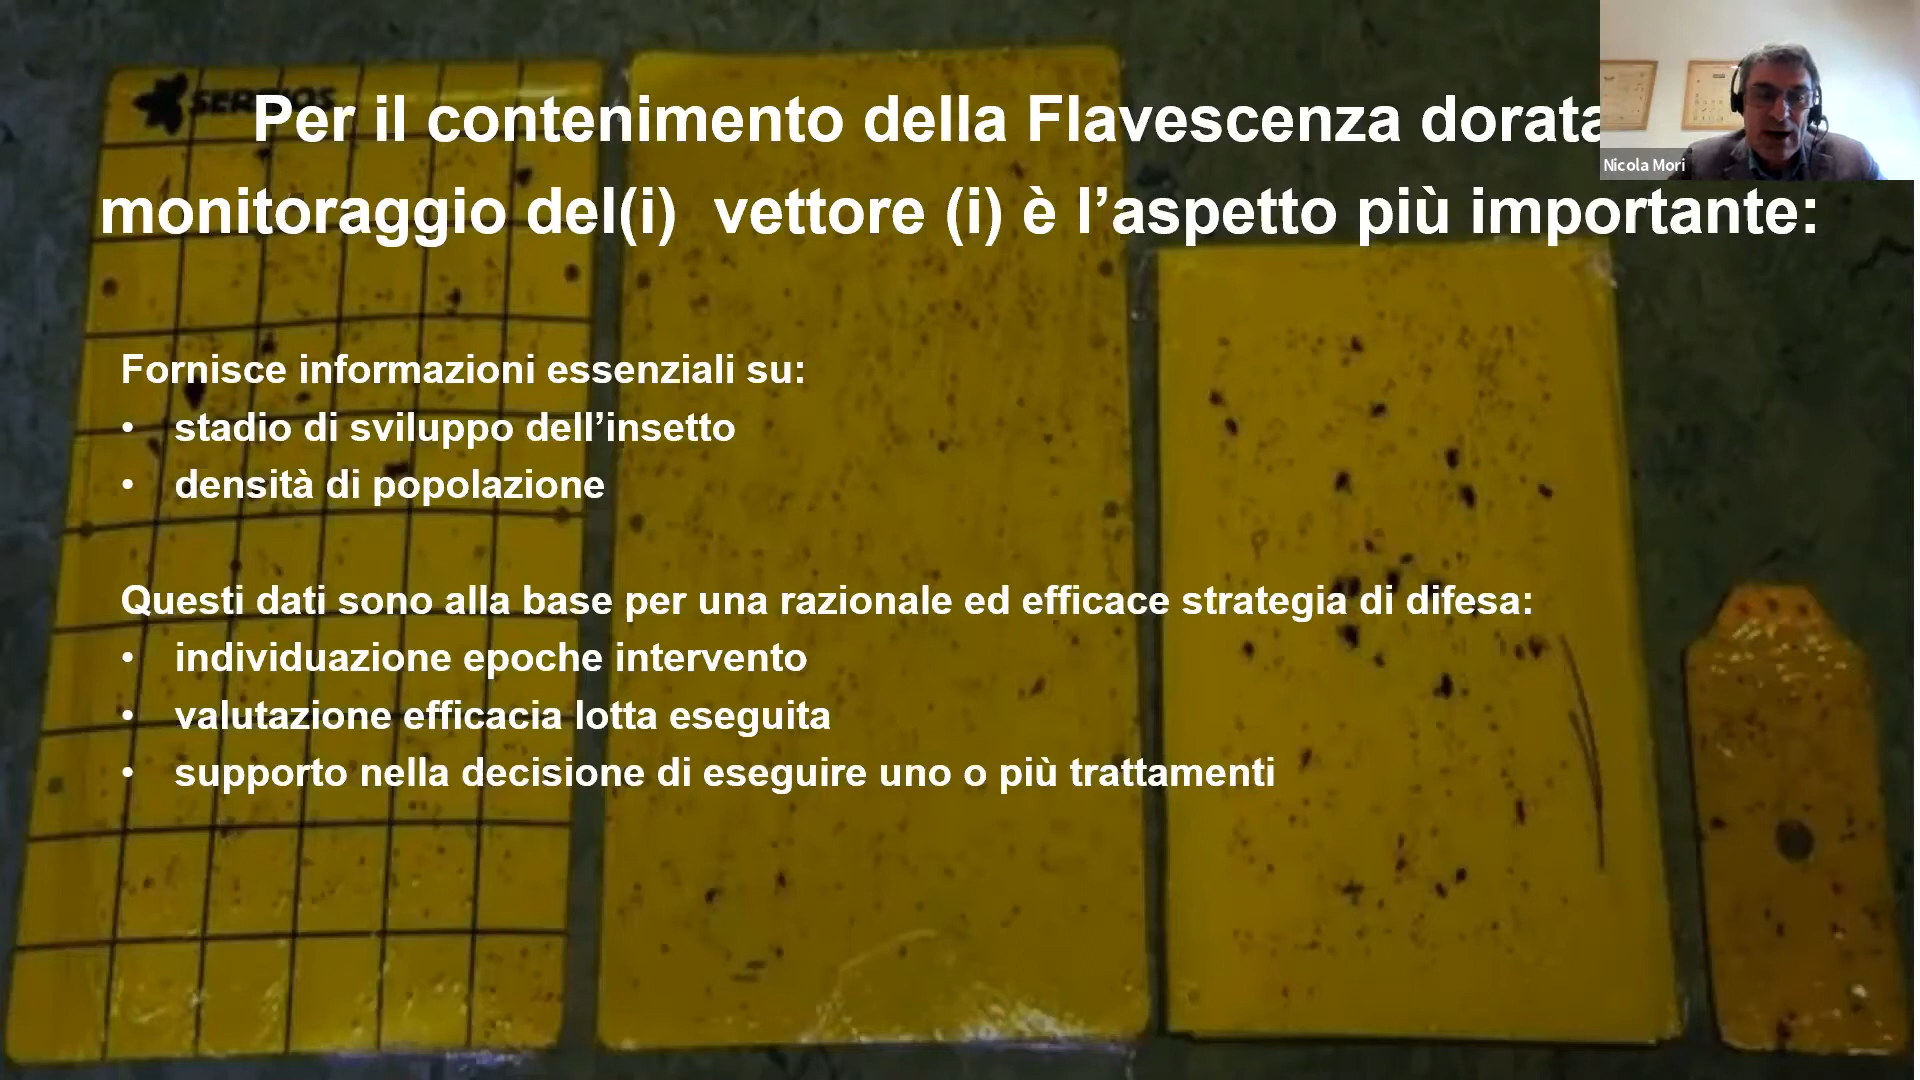 SERBIOS
Per il contenimento della Flavescenza dorata
monitoraggio del(i) vettore (i) è l’aspetto più importante:
Nicola Mori
Fornisce informazioni essenziali su:
• stadio di sviluppo dell’insetto
• densità di popolazione
Questi dati sono alla base per una razionale ed efficace strategia di difesa:
• individuazione epoche intervento
• valutazione efficacia lotta eseguita
• supporto nella decisione di eseguire uno o più trattamenti